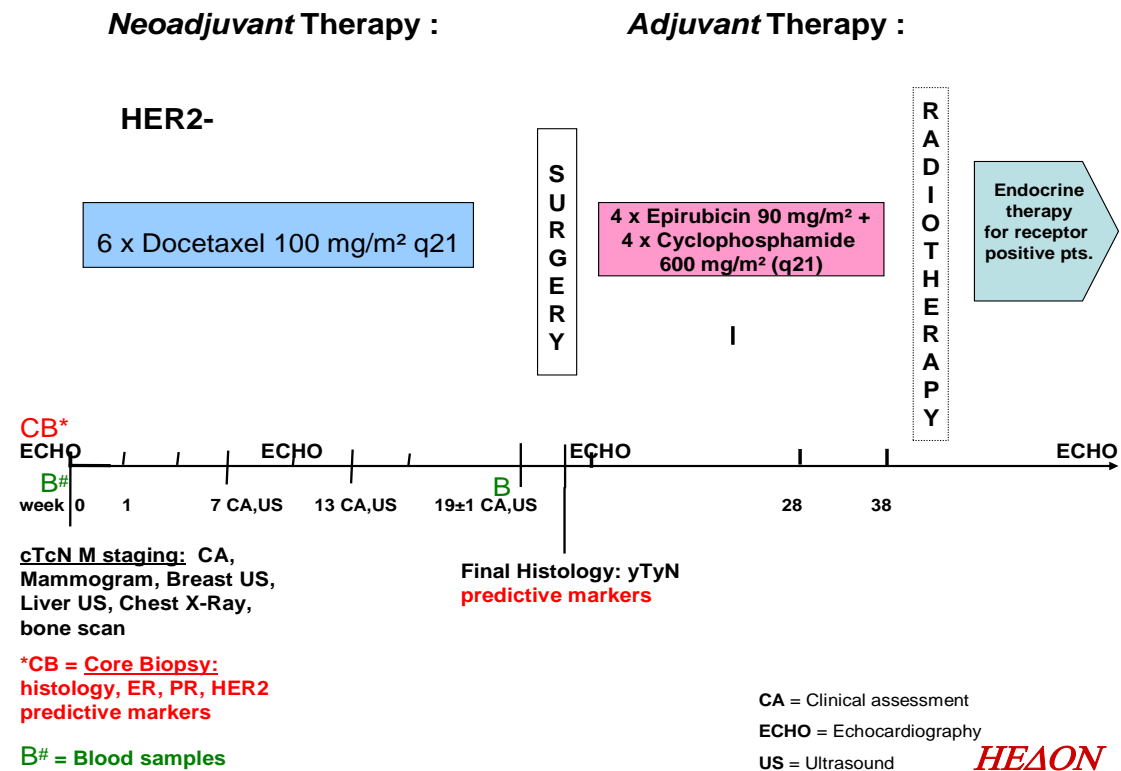 Neoadjuvant Therapy :
Adjuvant Therapy :
HER2-
6 x Docetaxel 100 mg/m² q21
SURGERY
4 x Epirubicin 90 mg/m² +
4 x Cyclophosphamide
600 mg/m² (q21)
RADIOTHERAPY
Endocrine
therapy
for receptor
positive pts.
I
CB*
ECHO
ECHO
ECHO
ECHO
B#
B
week 0 1 7 CA,US 13 CA,US 19±1 CA,US 28 38
cTcN M staging: CA,
Mammogram, Breast US,
Liver US, Chest X-Ray,
bone scan
Final Histology: yTyN
predictive markers
*CB = Core Biopsy:
histology, ER, PR, HER2
predictive markers
B# = Blood samples
CA = Clinical assessment
ECHO = Echocardiography
US = Ultrasound
HEΔON